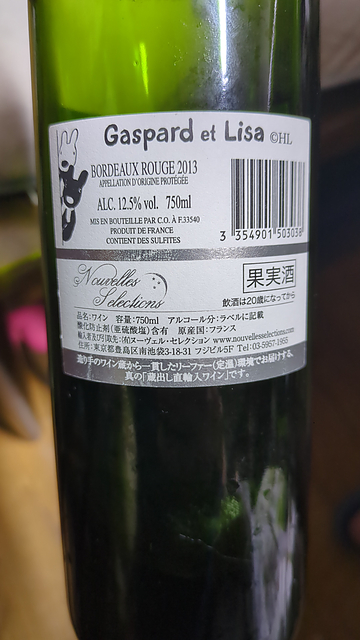 Gaspard et Lisa ©HL
BORDEAUX ROUGE 2013
APPELLATION D'ORIGINE PROTÉGÉE
ALC. 12.5% vol. 750ml
MIS EN BOUTEILLE PAR C.O. À F.33540
PRODUIT DE FRANCE
CONTIENT DES SULFITES
3 354901 503036
Nouvelles
Selections
果実酒
飲酒は20歳になってから
品名:ワイン 容量:750ml アルコール分:ラベルに記載
酸化防止剤(亜硫酸塩)含有 原産国:フランス
輸入者及び引取先:(有)ヌーヴェル・セレクション www.nouvellesselections.com
住所:東京都豊島区南池袋3-18-31 フジビル5F Tel:03-5957-1955
造り手のワイン蔵から一貫したリーファー(定温)環境でお届けする、
真の「蔵出し直輸入ワイン」です。